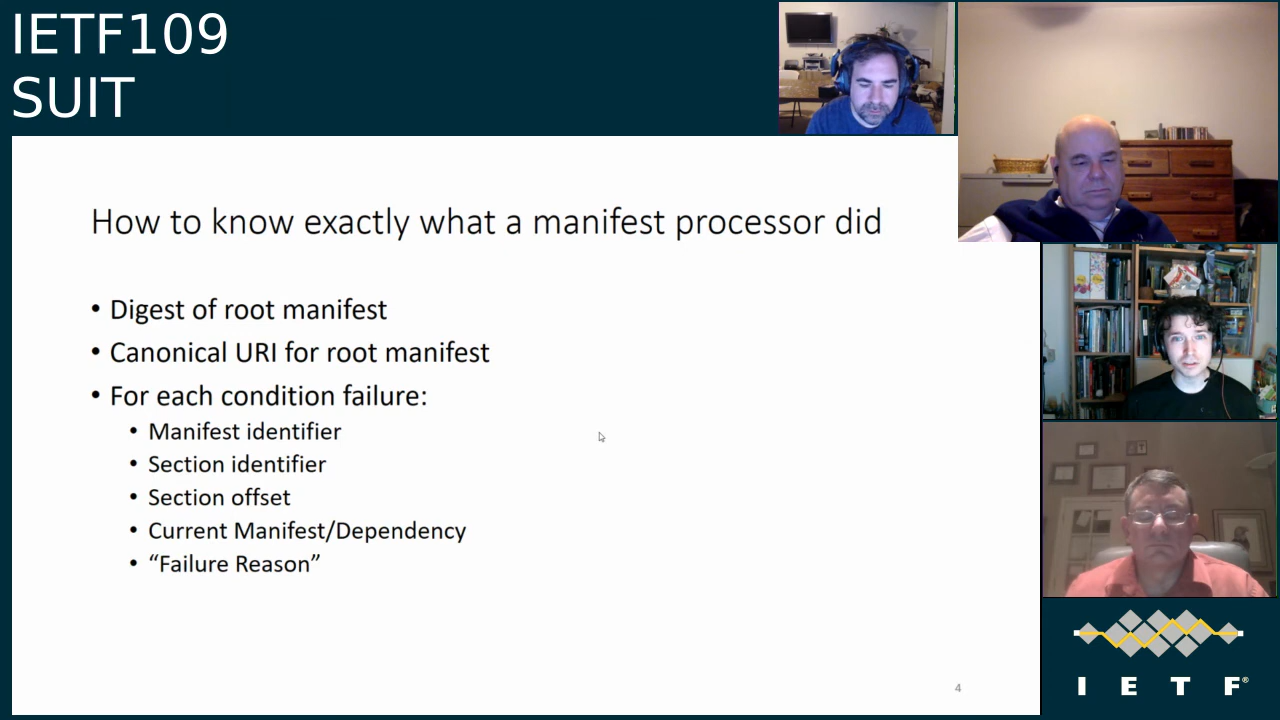 IETF109
SUIT
How to know exactly what a manifest processor did
• Digest of root manifest
• Canonical URI for root manifest
• For each condition failure:
• Manifest identifier
• Section identifier
• Section offset
• Current Manifest/Dependency
• “Failure Reason”
4
I E T F®